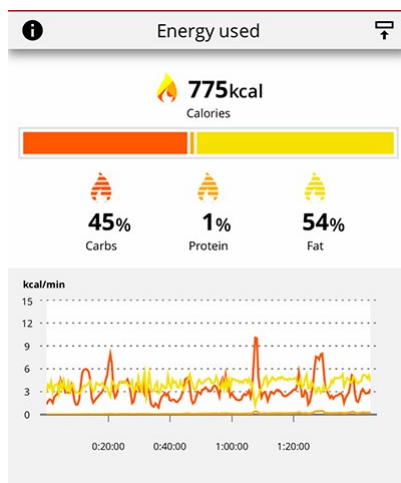 Energy used
775kcal
Calories
45% 1% 54%
Carbs Protein Fat
kcal/min
15
12
9
6
3
0
0:20:00 0:40:00 1:00:00 1:20:00